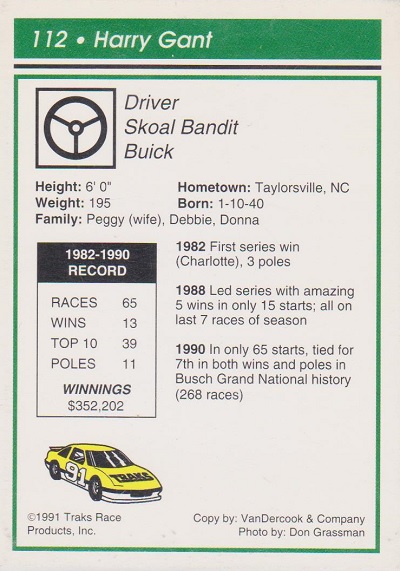 112 • Harry Gant
Driver
Skoal Bandit
Buick
Height: 6' 0"
Weight: 195
Hometown: Taylorsville, NC
Born: 1-10-40
Family: Peggy (wife), Debbie, Donna
1982-1990
RECORD
RACES 65
WINS 13
TOP 10 39
POLES 11
WINNINGS
$352,202
1982 First series win
(Charlotte), 3 poles
1988 Led series with amazing
5 wins in only 15 starts; all on
last 7 races of season
1990 In only 65 starts, tied for
7th in both wins and poles in
Busch Grand National history
(268 races)
91
TRAKS
©1991 Traks Race
Products, Inc.
Copy by: VanDercook & Company
Photo by: Don Grassman